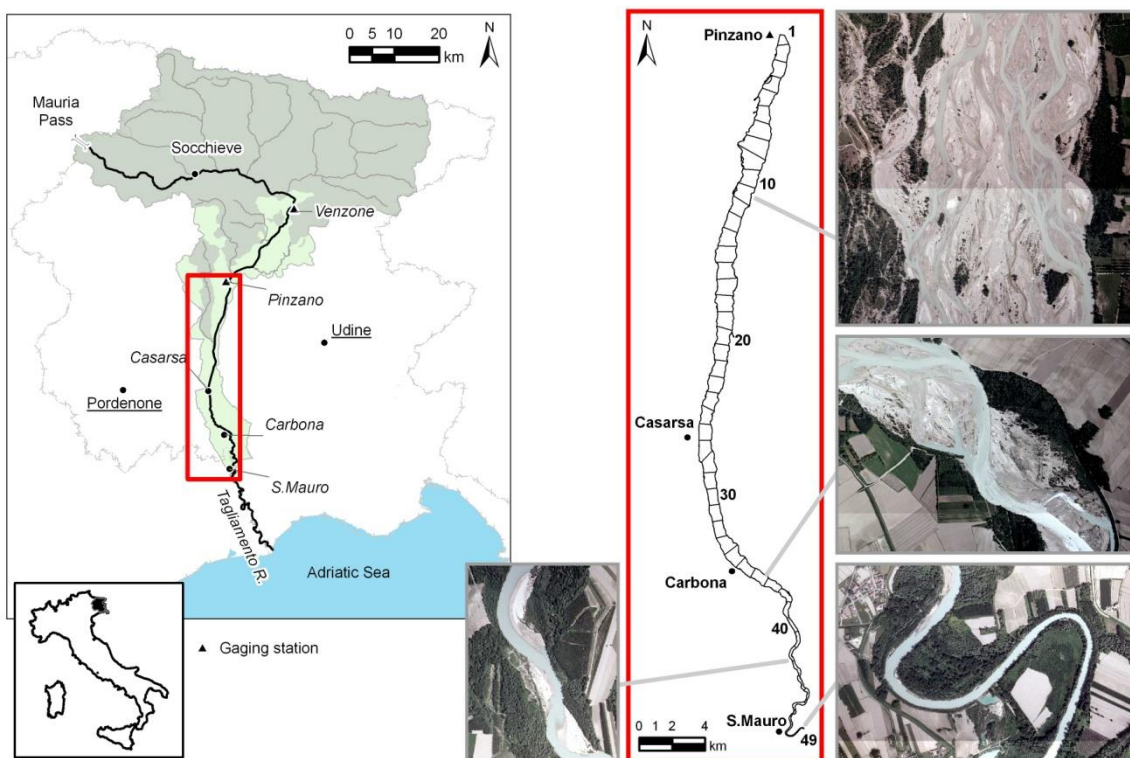 0 5 10 20
km
N
Mauria
Pass
Socchieve
Venzone
Pinzano
Udine
Casarsa
Pordenone
Carbona
S.Mauro
Tagliamento R.
Adriatic Sea
Gaging station
N
Pinzano
1
10
20
Casarsa
30
Carbona
40
S.Mauro
49
0 1 2 4
km